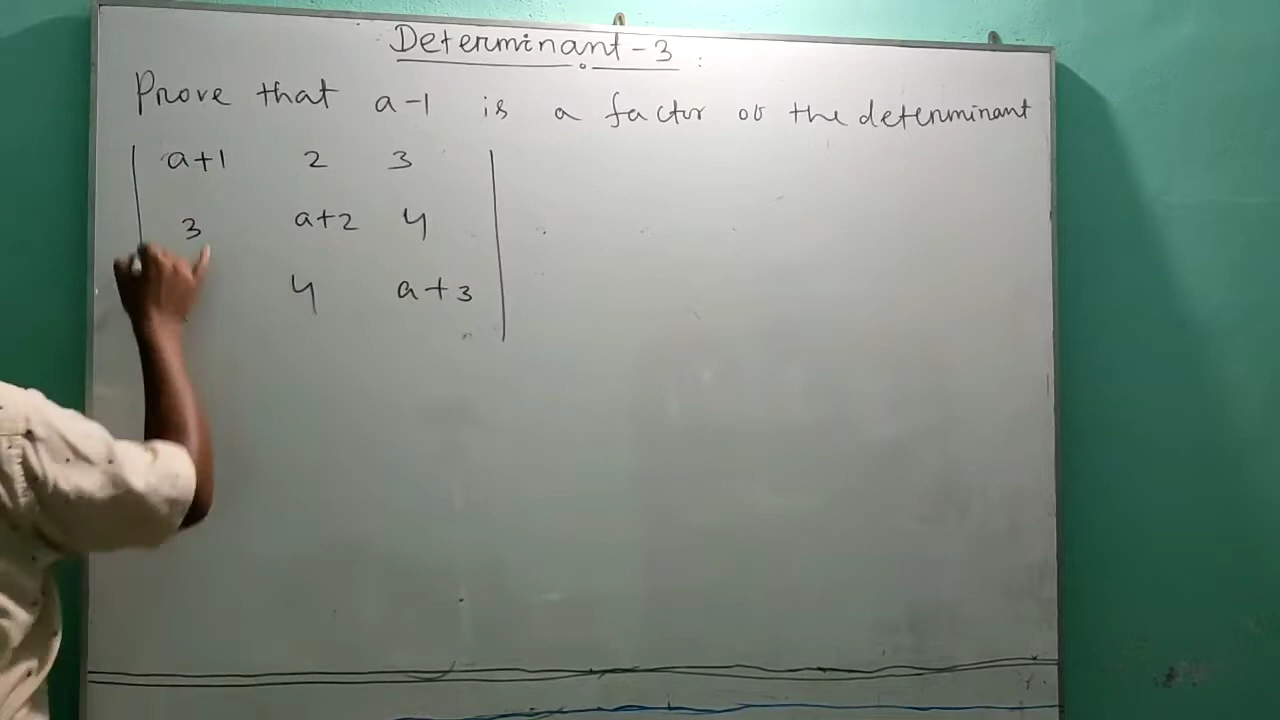 Determinant-3:
Prove that a-1 is a factor of the determinant
a+1 2 3
3 a+2 4
4 a+3